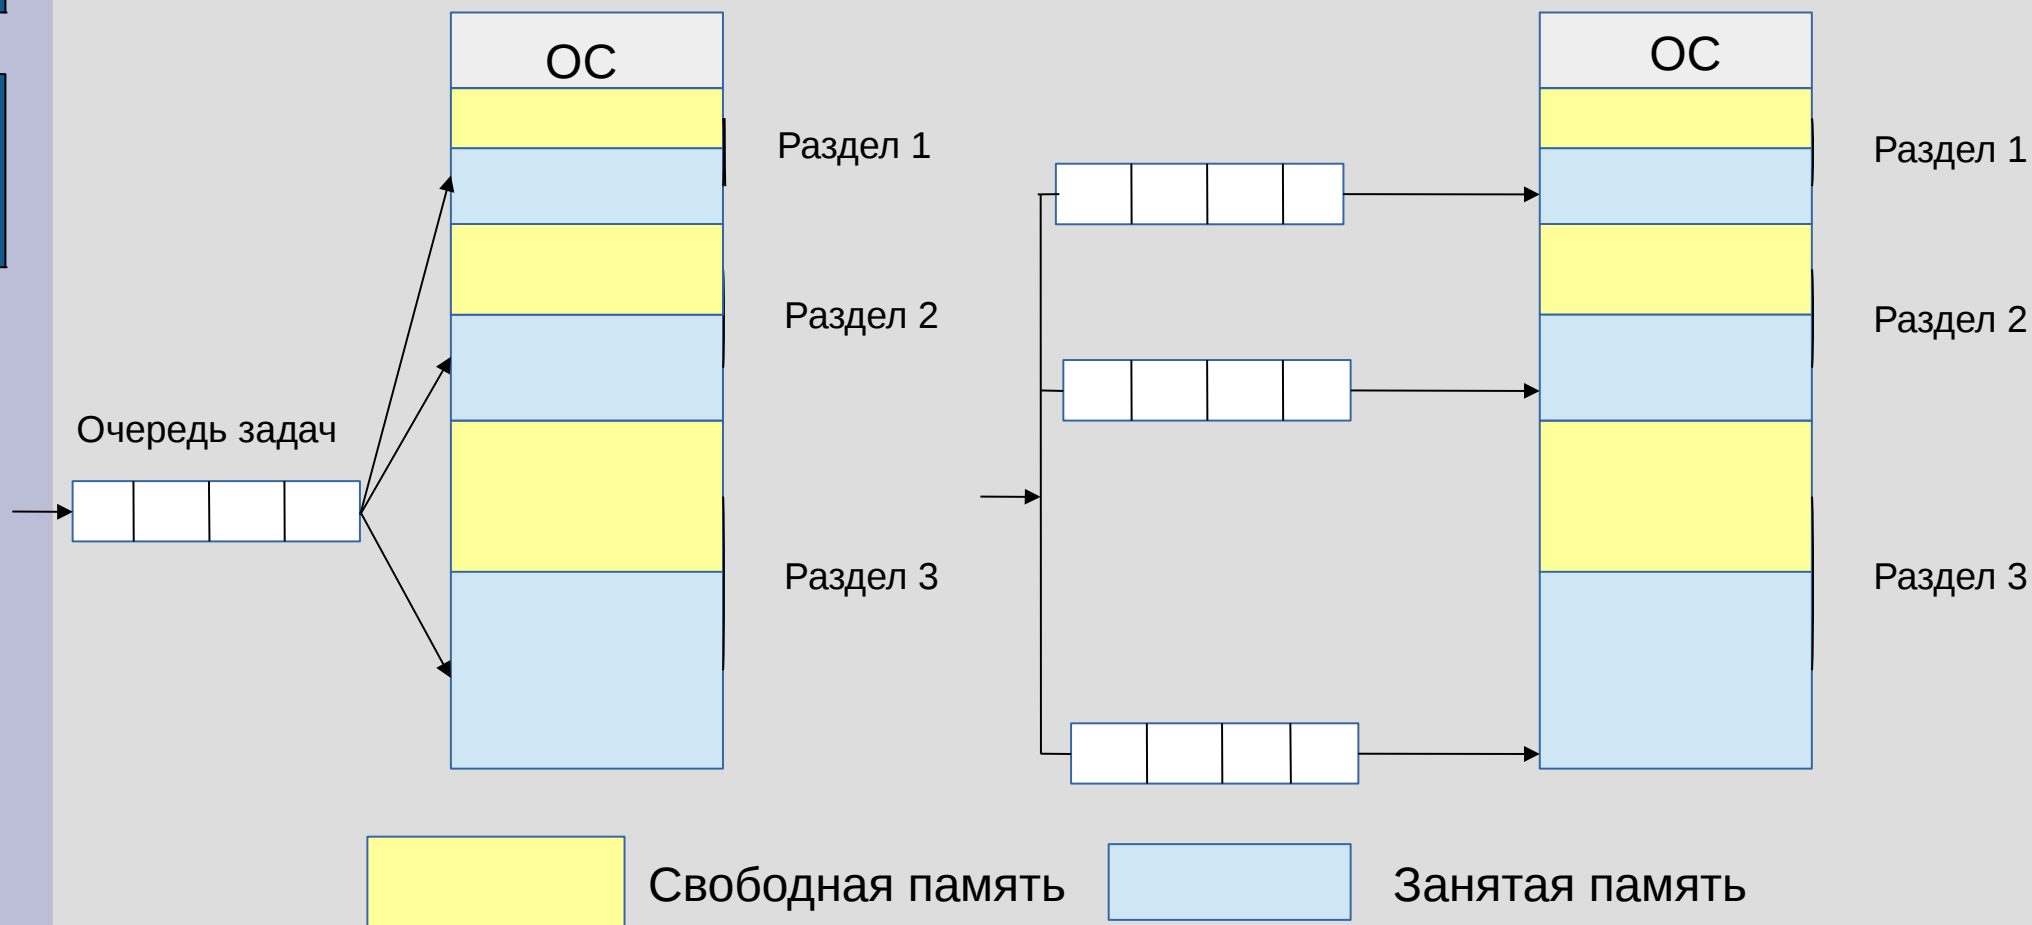 ОС
Раздел 1
Раздел 2
Очередь задач
Раздел 3
ОС
Раздел 1
Раздел 2
Раздел 3
Свободная память
Занятая память